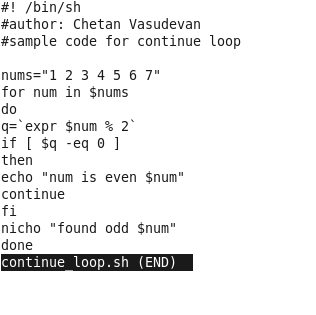 #! /bin/sh
#author: Chetan Vasudevan
#sample code for continue loop
nums="1 2 3 4 5 6 7"
for num in $nums
do
q=`expr $num % 2`
if [ $q -eq 0 ]
then
echo "num is even $num"
continue
fi
nicho "found odd $num"
done
continue_loop.sh (END)